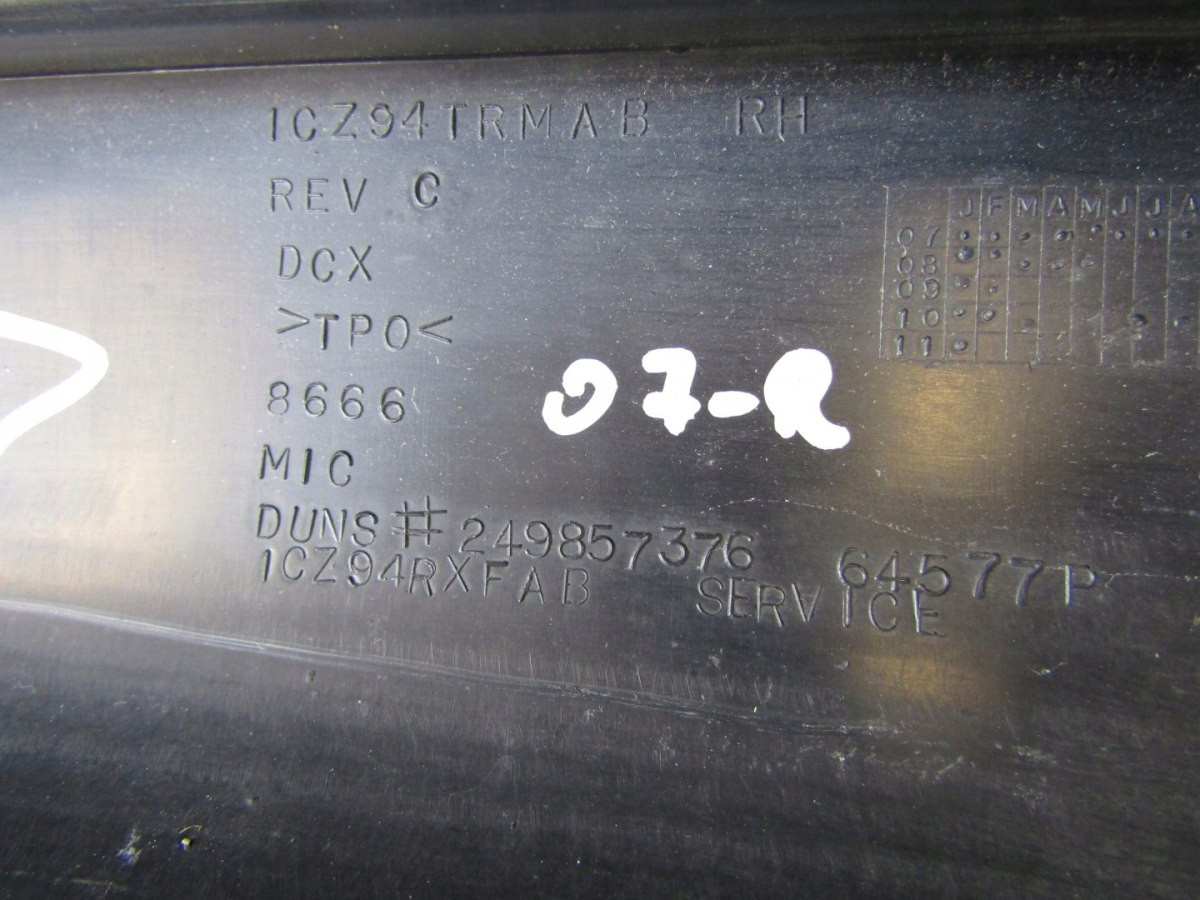 1CZ94TRMAB RH
REV C
DCX
>TPO<
8666
MIC
DUNS #249857376 64577P
1CZ94RXFAB SERVICE
J F M A M J J A
07
08
09
10
11
07-R